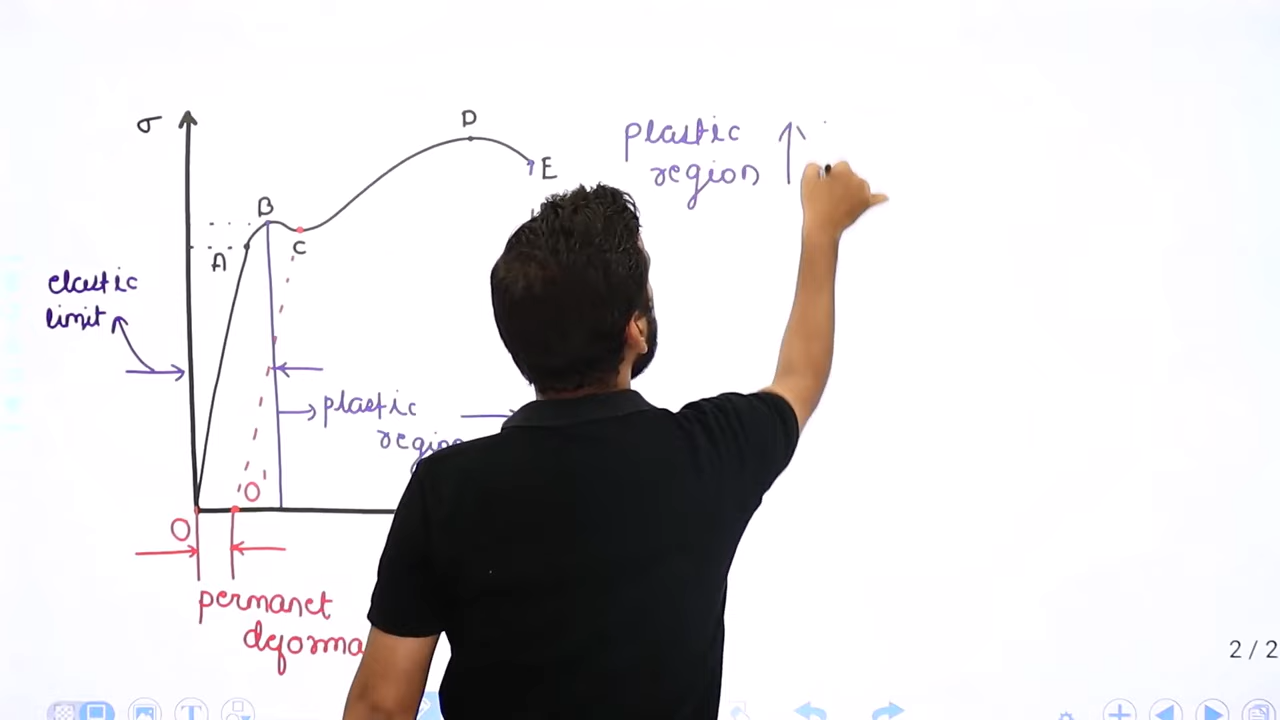 σ
D
E
plastic
region
B
A
C
elastic
limit
plastic
region
O'
O
permanet
deforma
2 / 2